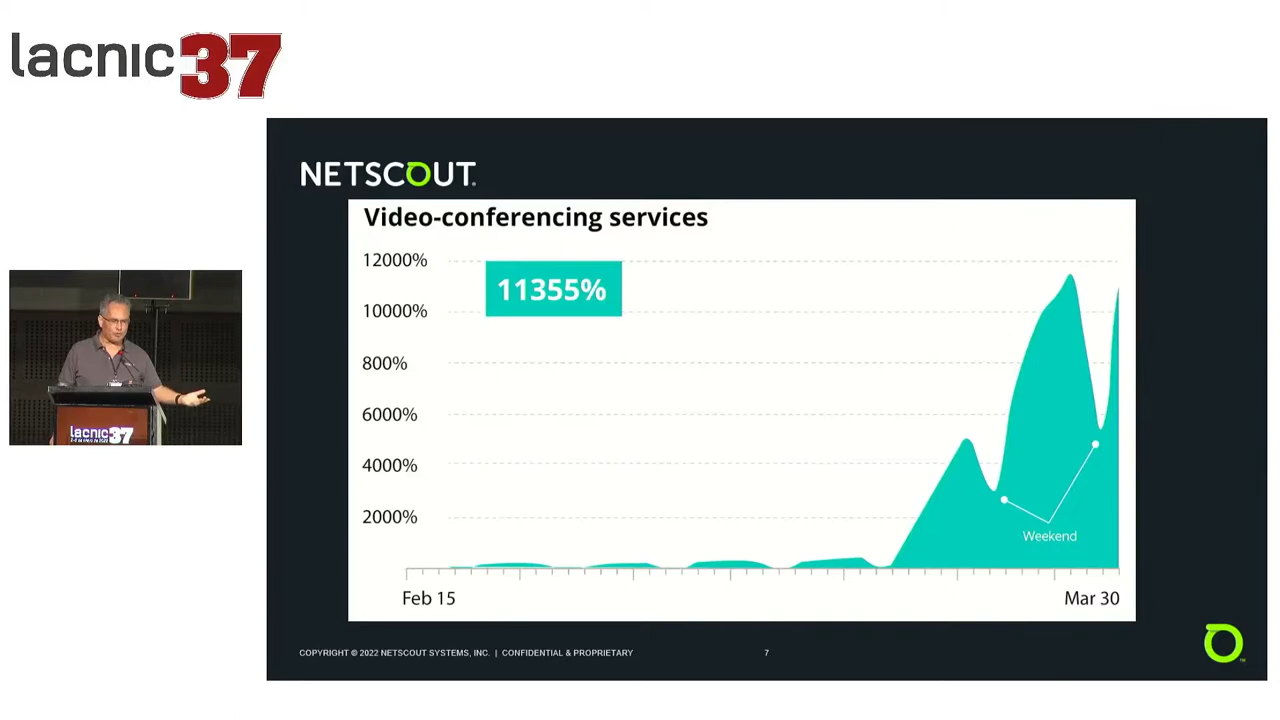 lacnic37
NETSCOUT.
Video-conferencing services
12000%
11355%
10000%
800%
6000%
4000%
2000%
Weekend
Feb 15
Mar 30
COPYRIGHT © 2022 NETSCOUT SYSTEMS, INC. | CONFIDENTIAL & PROPRIETARY
7
lacnic37